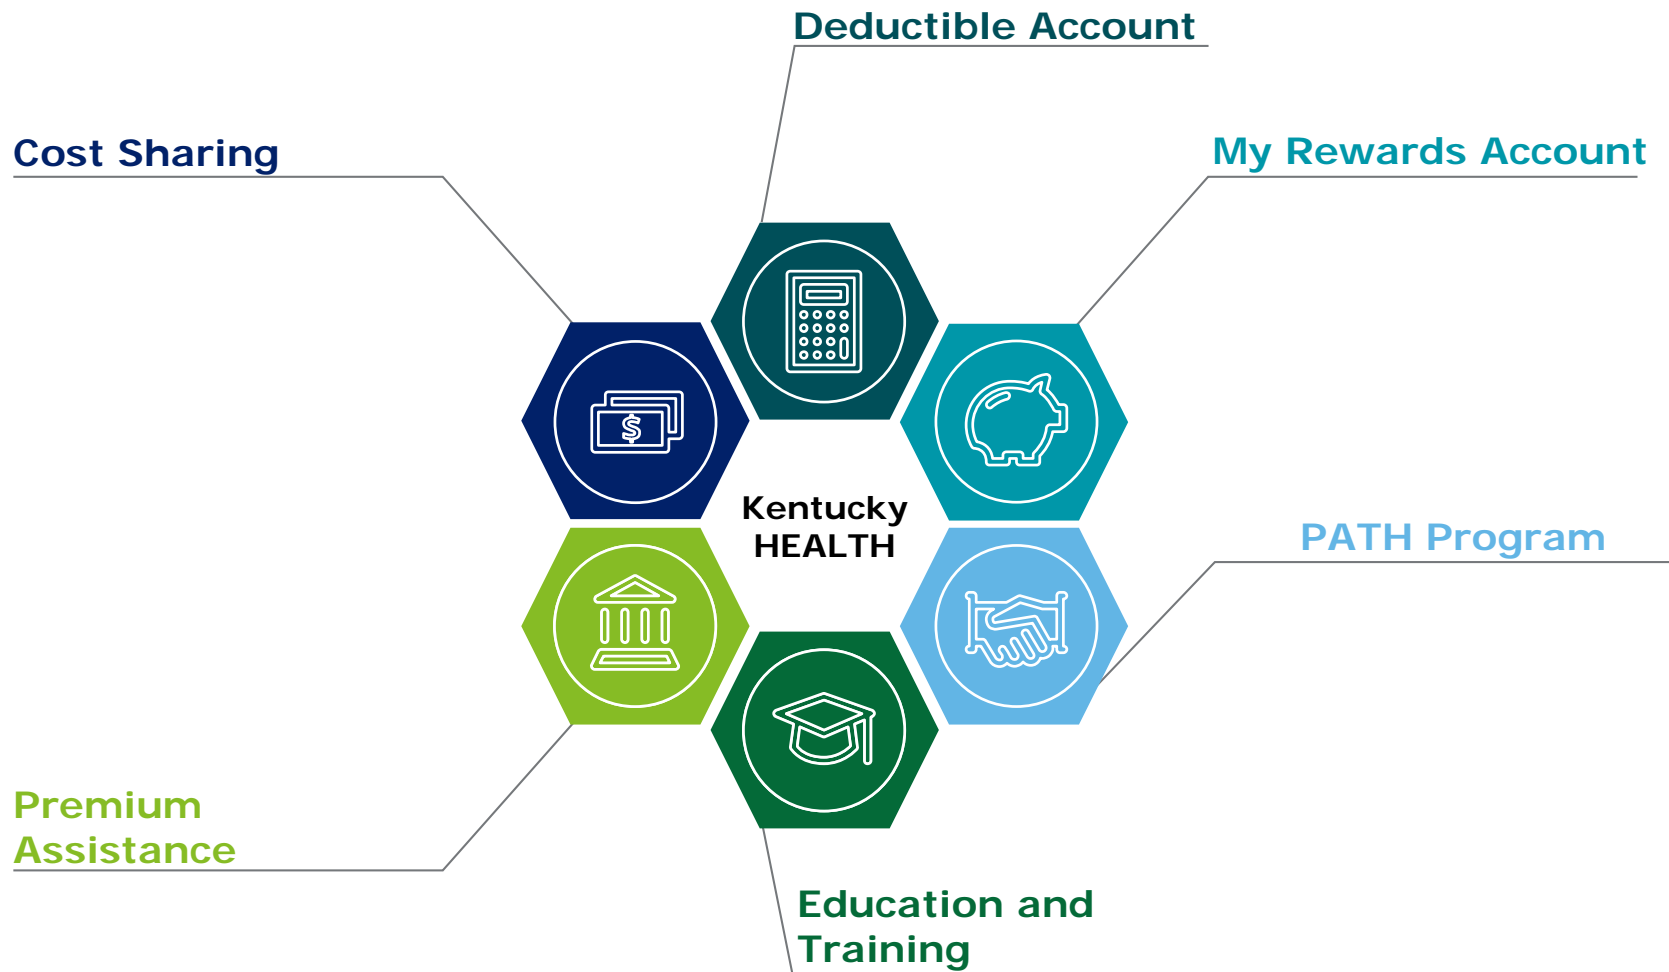 Deductible Account
Cost Sharing
My Rewards Account
$
Kentucky
HEALTH
PATH Program
Premium
Assistance
Education and
Training